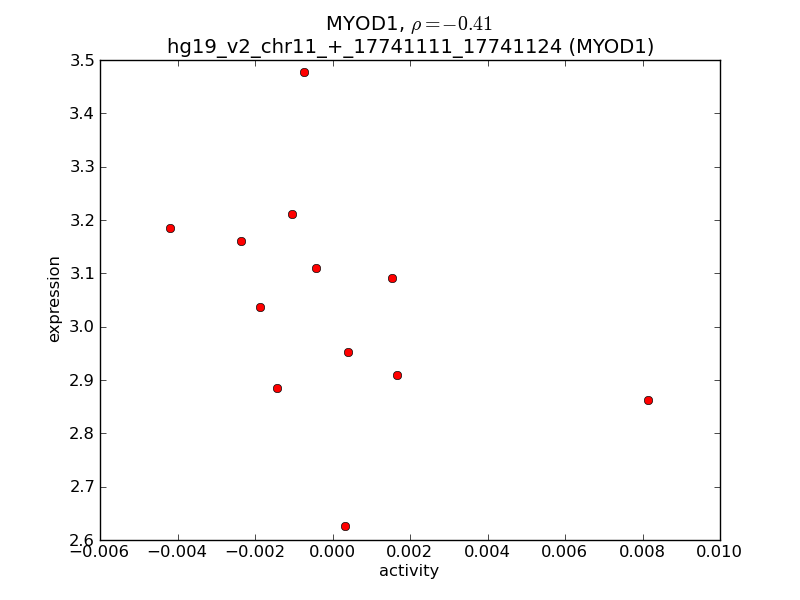 MYOD1, ρ = −0.41
hg19_v2_chr11_+_17741111_17741124 (MYOD1)
3.5
3.4
3.3
3.2
3.1
3.0
2.9
2.8
2.7
2.6
expression
−0.006 −0.004 −0.002 0.000 0.002 0.004 0.006 0.008 0.010
activity